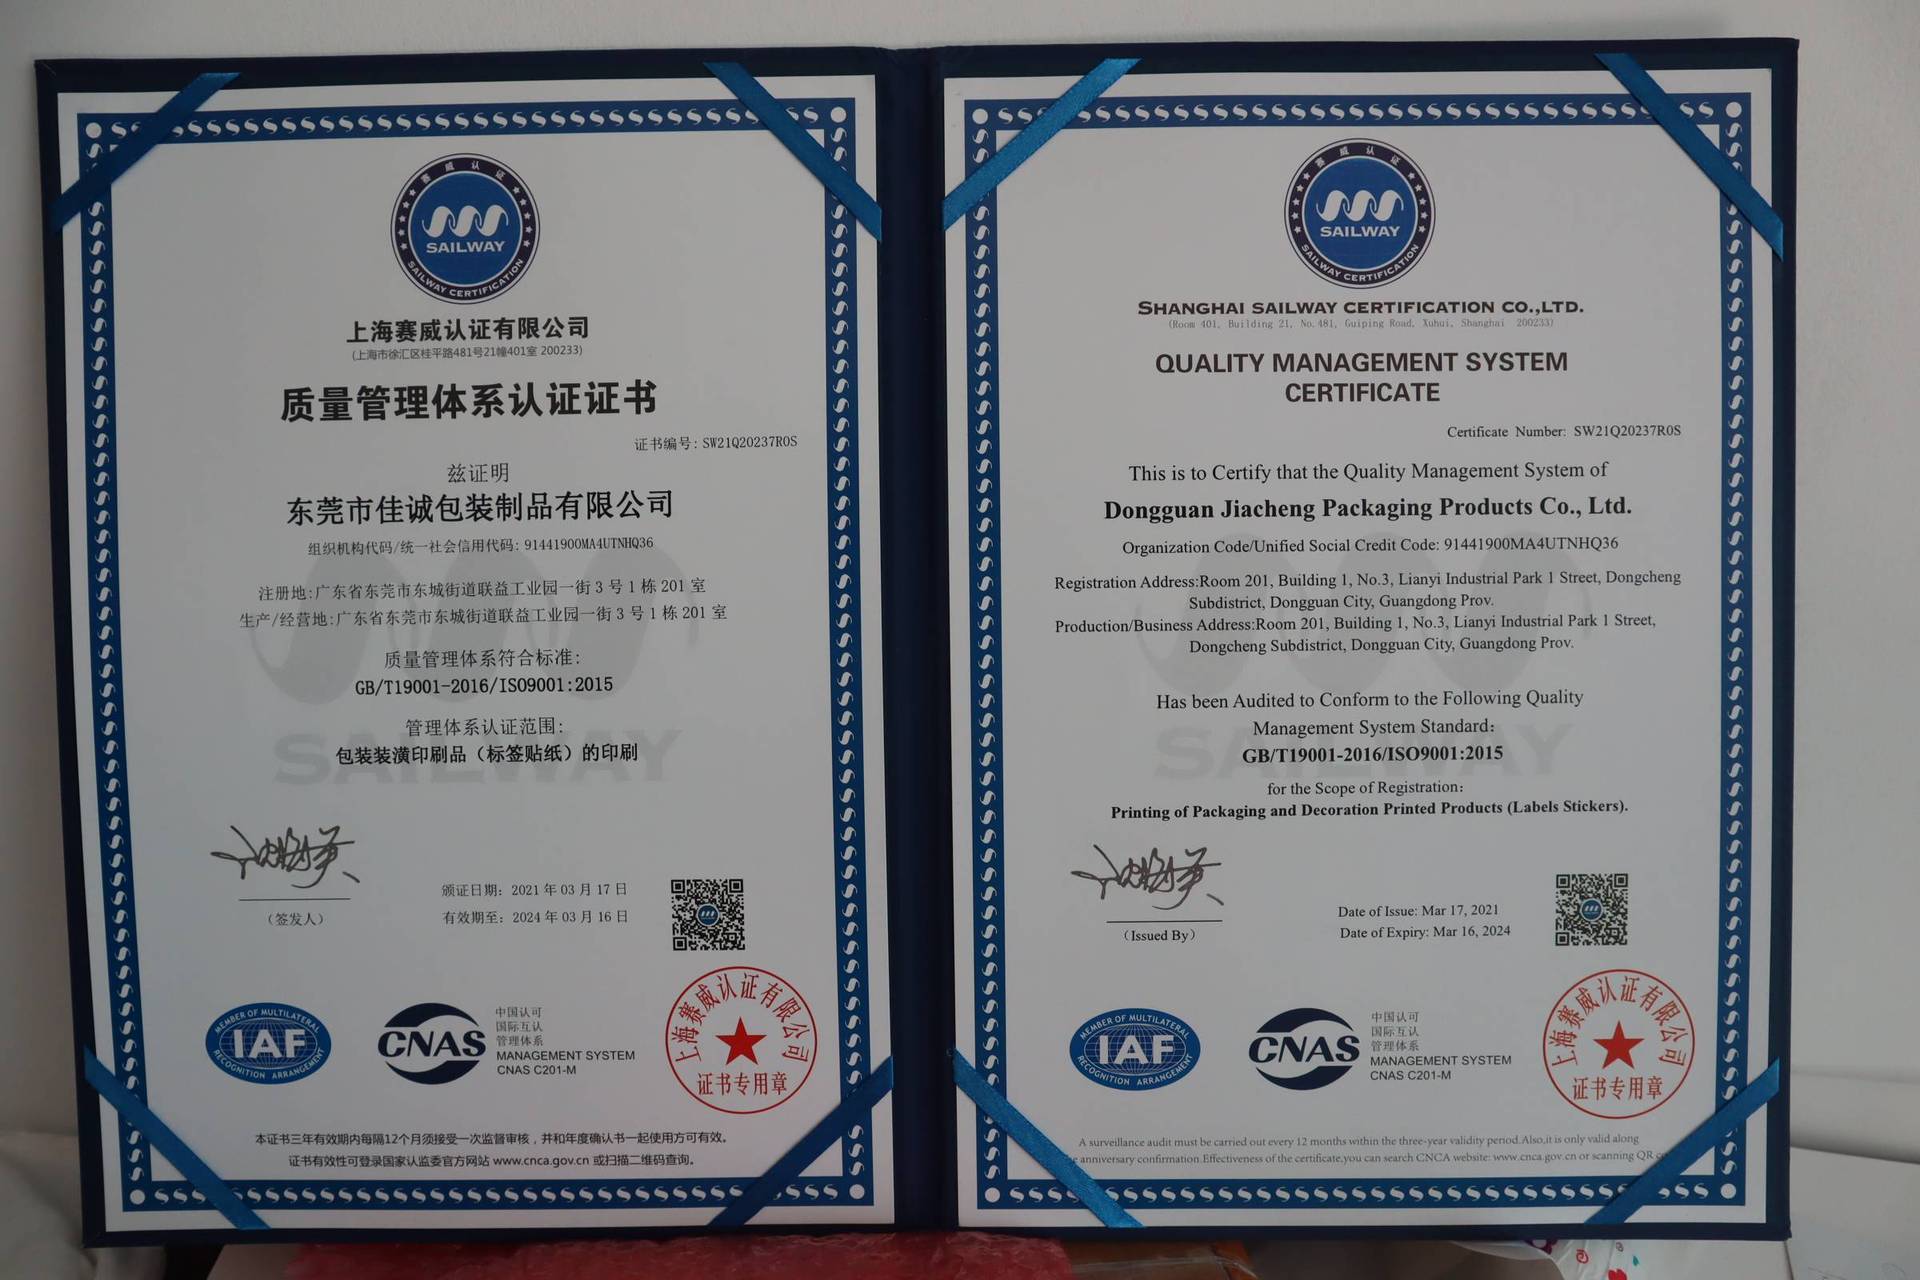 赛威认证
SAILWAY
SAILWAY CERTIFICATION
上海赛威认证有限公司
(上海市徐汇区桂平路481号21幢401室 200233)
质量管理体系认证证书
证书编号: SW21Q20237R0S
兹证明
东莞市佳诚包装制品有限公司
组织机构代码/统一社会信用代码: 91441900MA4UTNHQ36
注册地:广东省东莞市东城街道联益工业园一街3号1栋201室
生产/经营地:广东省东莞市东城街道联益工业园一街3号1栋201室
质量管理体系符合标准:
GB/T19001-2016/ISO9001:2015
管理体系认证范围:
包装装潢印刷品（标签贴纸）的印刷
SAILWAY
（签发人）
颁证日期: 2021年03月17日
有效期至: 2024年03月16日
MEMBER OF MULTILATERAL
IAF
RECOGNITION ARRANGEMENT
CNAS
中国认可
国际互认
管理体系
MANAGEMENT SYSTEM
CNAS C201-M
上海赛威认证有限公司
证书专用章
本证书三年有效期内每隔12个月须接受一次监督审核，并和年度确认书一起使用方可有效。
证书有效性可登录国家认监委官方网站 www.cnca.gov.cn 或扫描二维码查询。
赛威认证
SAILWAY
SAILWAY CERTIFICATION
SHANGHAI SAILWAY CERTIFICATION CO.,LTD.
(Room 401, Building 21, No.481, Guiping Road, Xuhui, Shanghai 200233)
QUALITY MANAGEMENT SYSTEM
CERTIFICATE
Certificate Number: SW21Q20237R0S
This is to Certify that the Quality Management System of
Dongguan Jiacheng Packaging Products Co., Ltd.
Organization Code/Unified Social Credit Code: 91441900MA4UTNHQ36
Registration Address:Room 201, Building 1, No.3, Lianyi Industrial Park 1 Street, Dongcheng
Subdistrict, Dongguan City, Guangdong Prov.
Production/Business Address:Room 201, Building 1, No.3, Lianyi Industrial Park 1 Street,
Dongcheng Subdistrict, Dongguan City, Guangdong Prov.
Has been Audited to Conform to the Following Quality
Management System Standard:
GB/T19001-2016/ISO9001:2015
for the Scope of Registration:
Printing of Packaging and Decoration Printed Products (Labels Stickers).
SAILWAY
（Issued By）
Date of Issue: Mar 17, 2021
Date of Expiry: Mar 16, 2024
MEMBER OF MULTILATERAL
IAF
RECOGNITION ARRANGEMENT
CNAS
中国认可
国际互认
管理体系
MANAGEMENT SYSTEM
CNAS C201-M
上海赛威认证有限公司
证书专用章
A surveillance audit must be carried out every 12 months within the three-year validity period.Also,it is only valid along
anniversary confirmation.Effectiveness of the certificate,you can search CNCA website: www.cnca.gov.cn or scanning QR